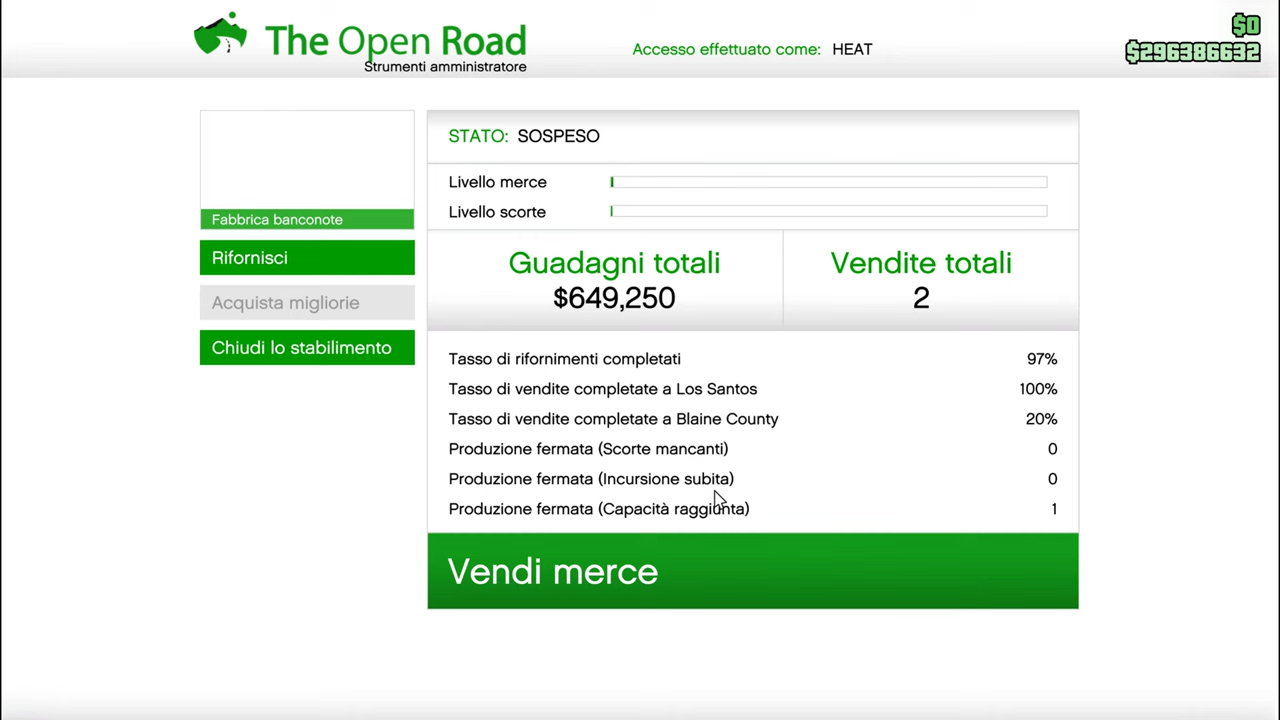 The Open Road
Strumenti amministratore
Accesso effettuato come: HEAT
$0
$296386632
Fabbrica banconote
Rifornisci
Acquista migliorie
Chiudi lo stabilimento
STATO: SOSPESO
Livello merce
Livello scorte
Guadagni totali
$649,250
Vendite totali
2
Tasso di rifornimenti completati 97%
Tasso di vendite completate a Los Santos 100%
Tasso di vendite completate a Blaine County 20%
Produzione fermata (Scorte mancanti) 0
Produzione fermata (Incursione subita) 0
Produzione fermata (Capacità raggiunta) 1
Vendi merce